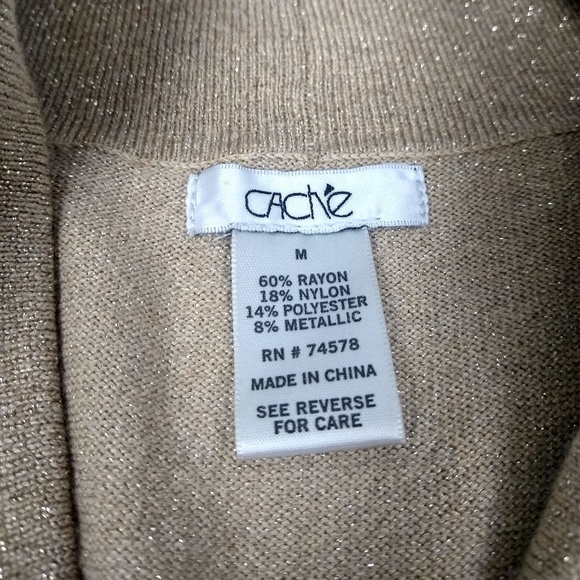 CAChé
M
60% RAYON
18% NYLON
14% POLYESTER
8% METALLIC
RN # 74578
MADE IN CHINA
SEE REVERSE
FOR CARE